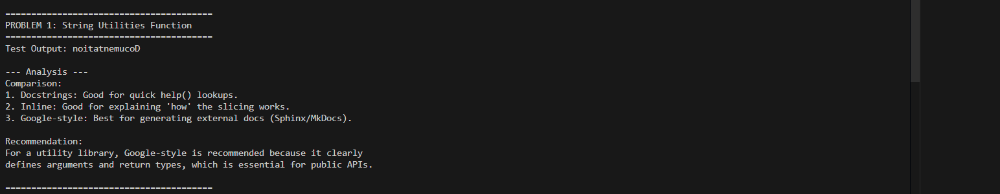 ========================================
PROBLEM 1: String Utilities Function
========================================
Test Output: noitatnemucoD
--- Analysis ---
Comparison:
1. Docstrings: Good for quick help() lookups.
2. Inline: Good for explaining 'how' the slicing works.
3. Google-style: Best for generating external docs (Sphinx/MkDocs).
Recommendation:
For a utility library, Google-style is recommended because it clearly
defines arguments and return types, which is essential for public APIs.
========================================